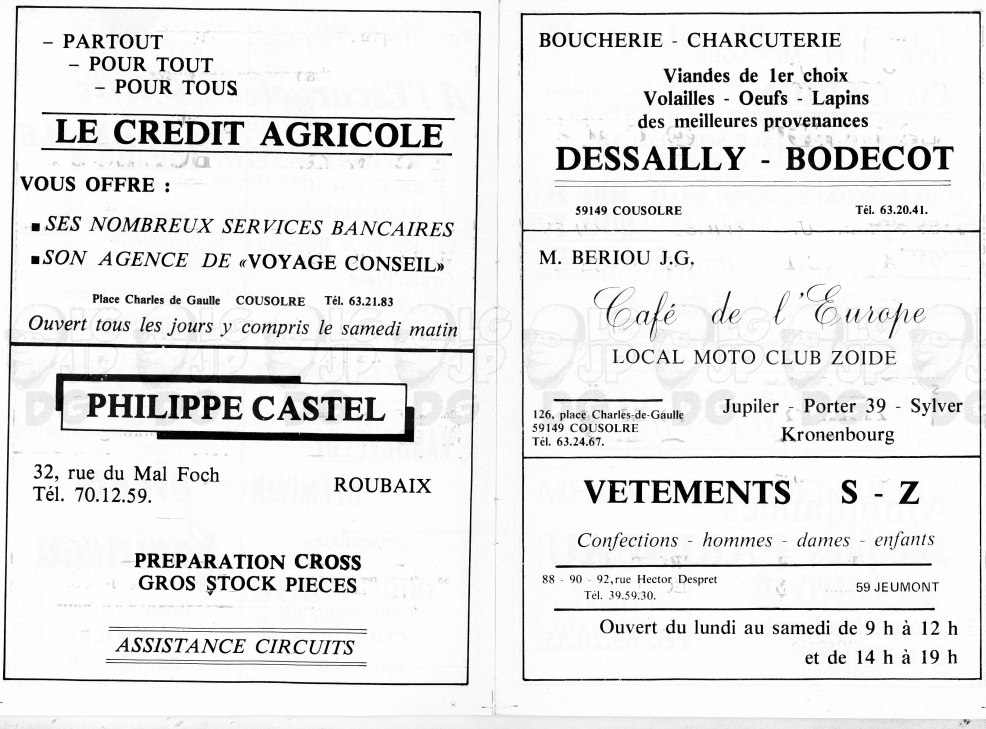 – PARTOUT
– POUR TOUT
– POUR TOUS
LE CREDIT AGRICOLE
VOUS OFFRE :
▪ SES NOMBREUX SERVICES BANCAIRES
▪ SON AGENCE DE «VOYAGE CONSEIL»
Place Charles de Gaulle COUSOLRE Tél. 63.21.83
Ouvert tous les jours y compris le samedi matin
PHILIPPE CASTEL
32, rue du Mal Foch
Tél. 70.12.59.
ROUBAIX
PREPARATION CROSS
GROS STOCK PIECES
ASSISTANCE CIRCUITS
BOUCHERIE - CHARCUTERIE
Viandes de 1er choix
Volailles - Oeufs - Lapins
des meilleures provenances
DESSAILLY - BODECOT
59149 COUSOLRE Tél. 63.20.41.
M. BERIOU J.G.
Café de l'Europe
LOCAL MOTO CLUB ZOIDE
126, place Charles-de-Gaulle
59149 COUSOLRE
Tél. 63.24.67.
Jupiler - Porter 39 - Sylver
Kronenbourg
VETEMENTS S - Z
Confections - hommes - dames - enfants
88 - 90 - 92, rue Hector Despret
Tél. 39.59.30.
59 JEUMONT
Ouvert du lundi au samedi de 9 h à 12 h
et de 14 h à 19 h